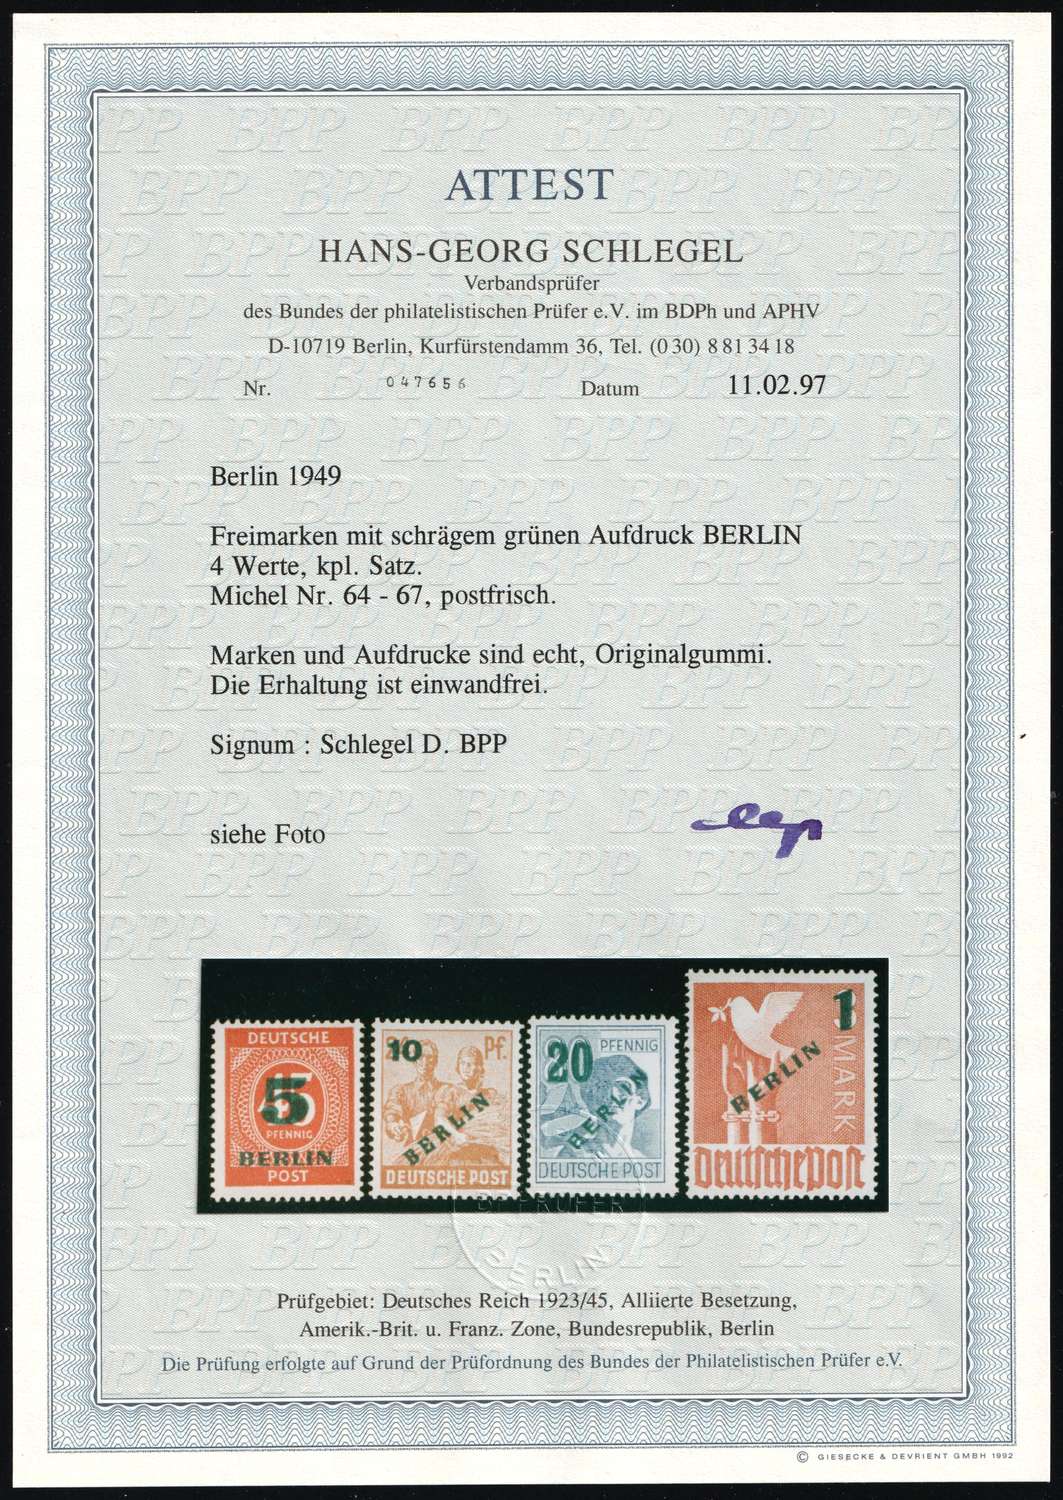 ATTEST
HANS-GEORG SCHLEGEL
Verbandsprüfer
des Bundes der philatelistischen Prüfer e.V. im BDPh und APHV
D-10719 Berlin, Kurfürstendamm 36, Tel. (0 30) 8 81 34 18
Nr. 047656 Datum 11.02.97
Berlin 1949
Freimarken mit schrägem grünen Aufdruck BERLIN
4 Werte, kpl. Satz.
Michel Nr. 64 - 67, postfrisch.
Marken und Aufdrucke sind echt, Originalgummi.
Die Erhaltung ist einwandfrei.
Signum : Schlegel D. BPP
siehe Foto
DEUTSCHE
5
PFENNIG
BERLIN
POST
10 Pf.
BERLIN
DEUTSCHE POST
20 PFENNIG
BERLIN
DEUTSCHE POST
1
MARK
BERLIN
Deutsche Post
BPP PRÜFER
BERLIN
Prüfgebiet: Deutsches Reich 1923/45, Alliierte Besetzung,
Amerik.-Brit. u. Franz. Zone, Bundesrepublik, Berlin
Die Prüfung erfolgte auf Grund der Prüfordnung des Bundes der Philatelistischen Prüfer e.V.
© GIESECKE & DEVRIENT GMBH 1992